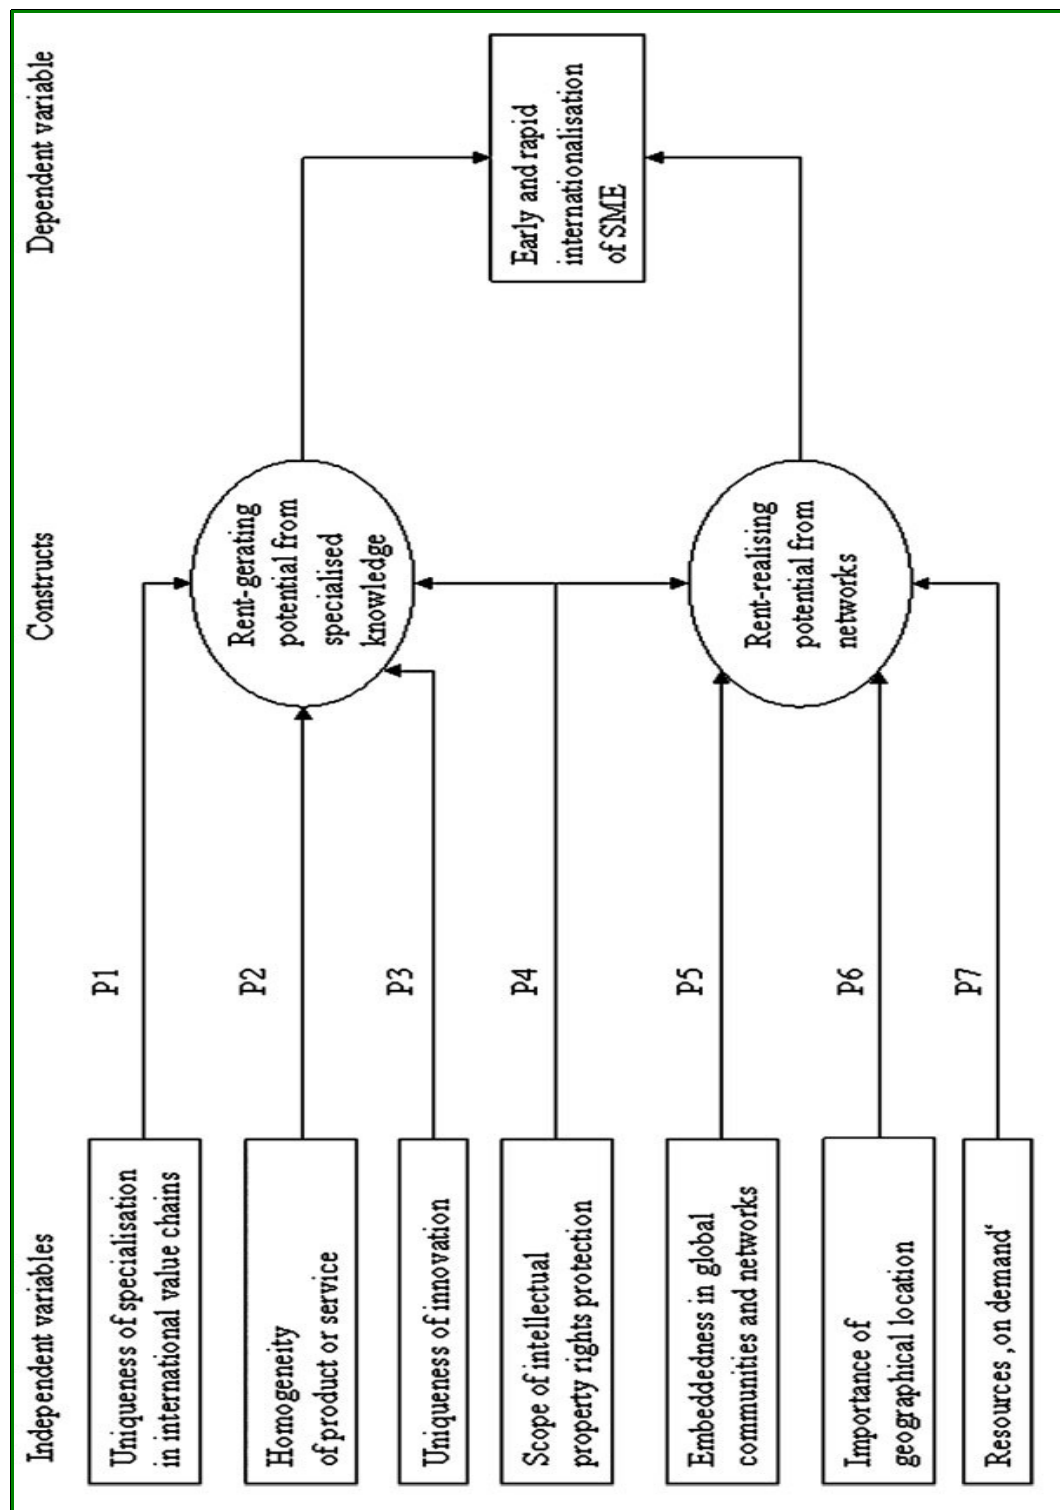 Independent variables
Constructs
Dependent variable
Uniqueness of specialisation
in international value chains
P1
Homogeneity
of product or service
P2
Uniqueness of innovation
P3
Scope of intellectual
property rights protection
P4
Embeddedness in global
communities and networks
P5
Importance of
geographical location
P6
Resources ‚on demand‘
P7
Rent-gerating
potential from
specialised
knowledge
Rent-realising
potential from
networks
Early and rapid
internationalisation
of SME